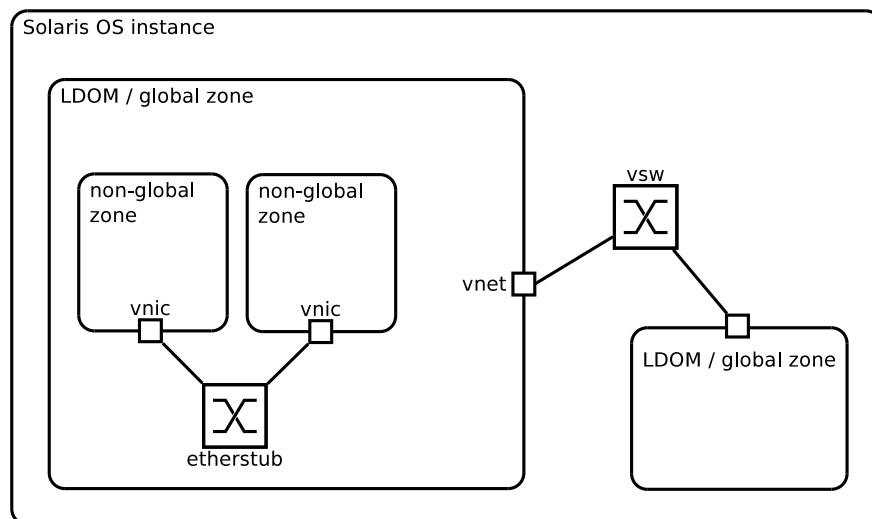 Solaris OS instance
LDOM / global zone
non-global
zone
non-global
zone
vnic
vnic
etherstub
vnet
vsw
LDOM / global zone